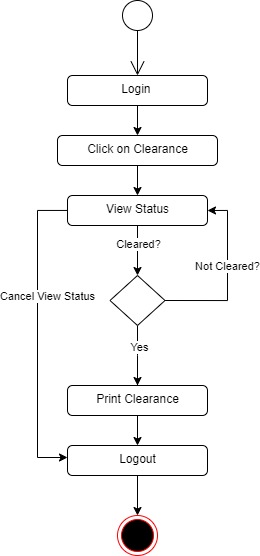 Login
Click on Clearance
View Status
Cleared?
Not Cleared?
Cancel View Status
Yes
Print Clearance
Logout